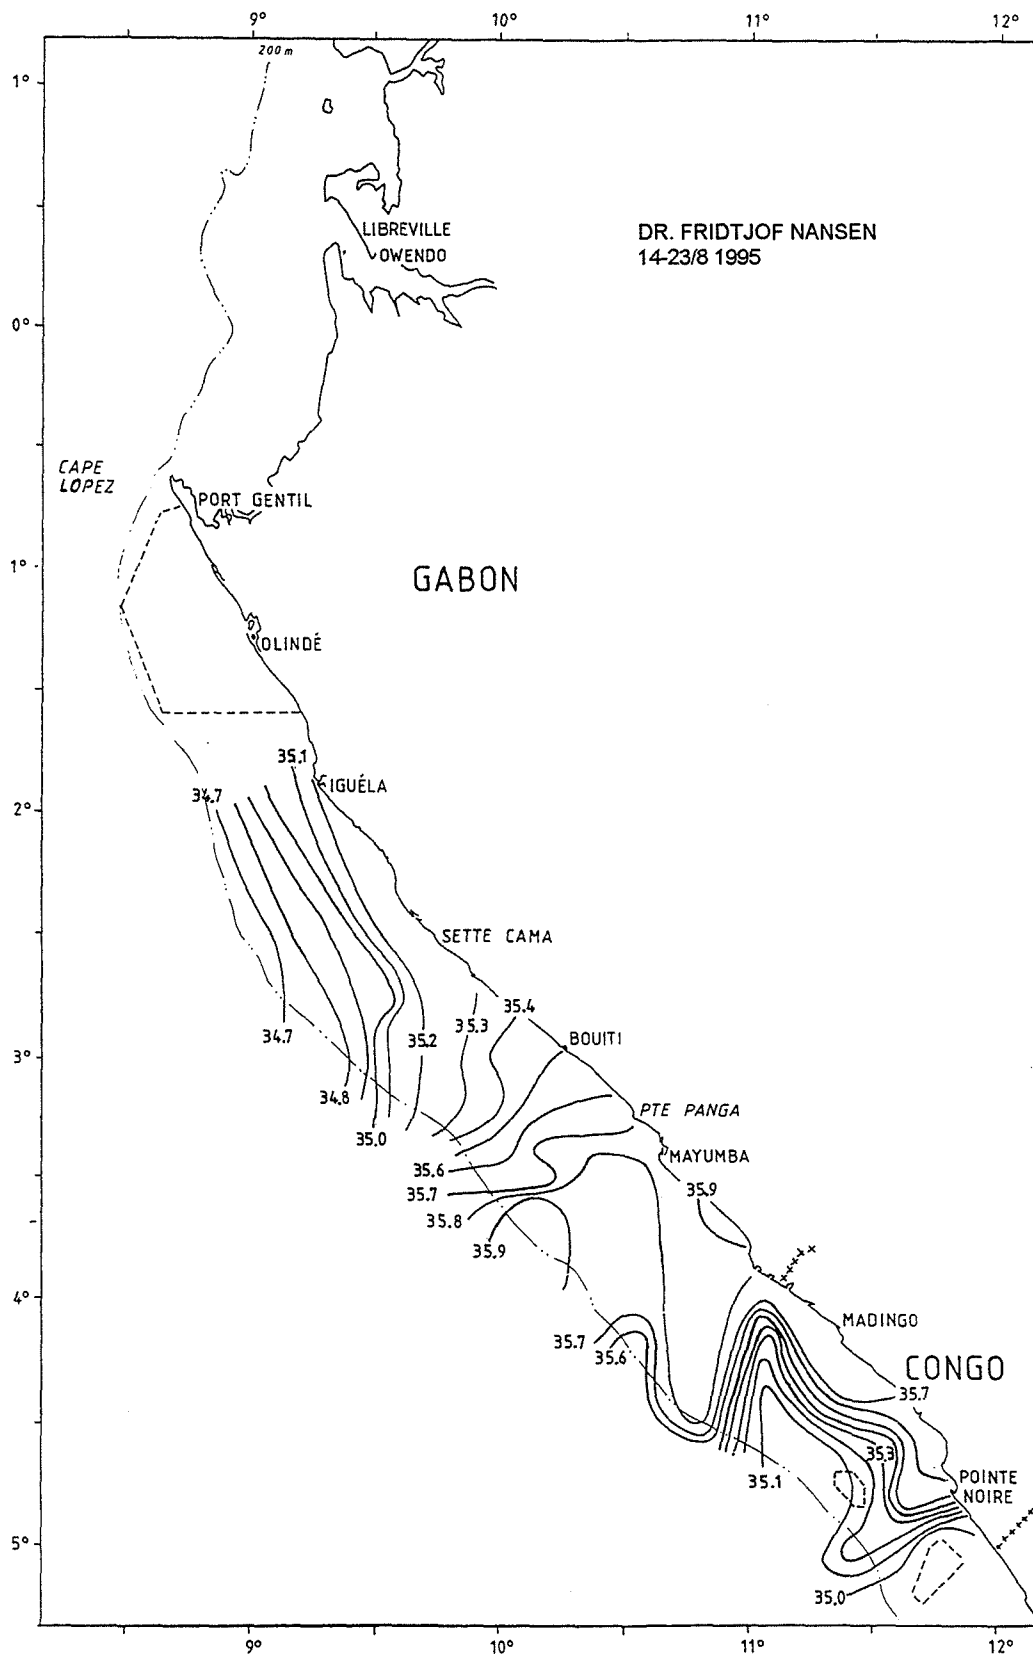 9° 10° 11° 12°
200 m
1°
LIBREVILLE
OWENDO
DR. FRIDTJOF NANSEN
14-23/8 1995
0°
CAPE
LOPEZ
PORT GENTIL
1°
GABON
OLINDÉ
35.1
IGUÉLA
34.7
2°
SETTE CAMA
35.4
35.3
34.7
35.2
BOUITI
3°
34.8
PTE PANGA
35.0
MAYUMBA
35.6
35.7
35.9
35.8
35.9
4°
MADINGO
35.7
35.6
CONGO
35.7
35.3
35.1
POINTE
NOIRE
5°
35.0
9° 10° 11° 12°